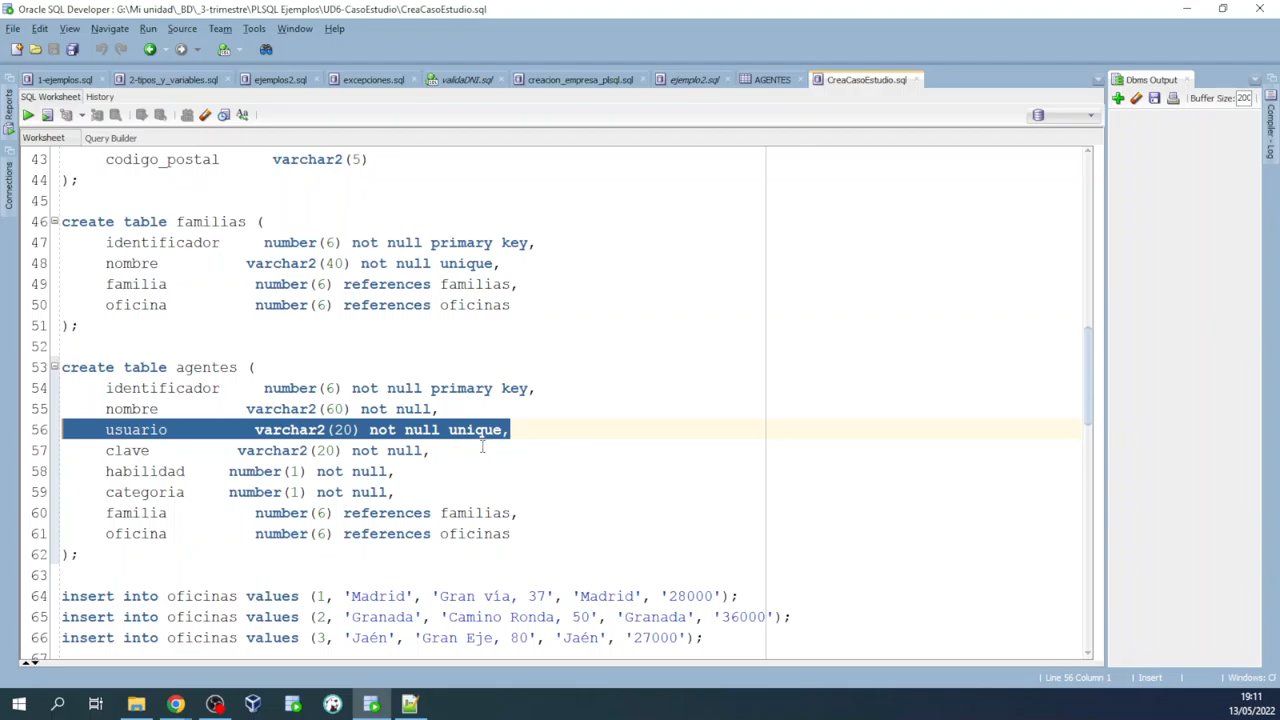 Oracle SQL Developer : G:\Mi unidad\_BD\_3-trimestre\PLSQL Ejemplos\UD6-CasoEstudio\CreaCasoEstudio.sql
File Edit View Navigate Run Source Team Tools Window Help
1-ejemplos.sql 2-tipos_y_variables.sql ejemplos2.sql excepciones.sql validaDNI.sql creacion_empresa_plsql.sql ejemplo2.sql AGENTES CreaCasoEstudio.sql Dbms Output
SQL Worksheet History
Buffer Size: 200
Worksheet Query Builder
Reports
Connections
Compiler - Log
43 codigo_postal varchar2(5)
44 );
45
46 create table familias (
47 identificador number(6) not null primary key,
48 nombre varchar2(40) not null unique,
49 familia number(6) references familias,
50 oficina number(6) references oficinas
51 );
52
53 create table agentes (
54 identificador number(6) not null primary key,
55 nombre varchar2(60) not null,
56 usuario varchar2(20) not null unique,
57 clave varchar2(20) not null,
58 habilidad number(1) not null,
59 categoria number(1) not null,
60 familia number(6) references familias,
61 oficina number(6) references oficinas
62 );
63
64 insert into oficinas values (1, 'Madrid', 'Gran vía, 37', 'Madrid', '28000');
65 insert into oficinas values (2, 'Granada', 'Camino Ronda, 50', 'Granada', '36000');
66 insert into oficinas values (3, 'Jaén', 'Gran Eje, 80', 'Jaén', '27000');
Line 56 Column 1 Insert Windows: Cl
19:11
13/05/2022